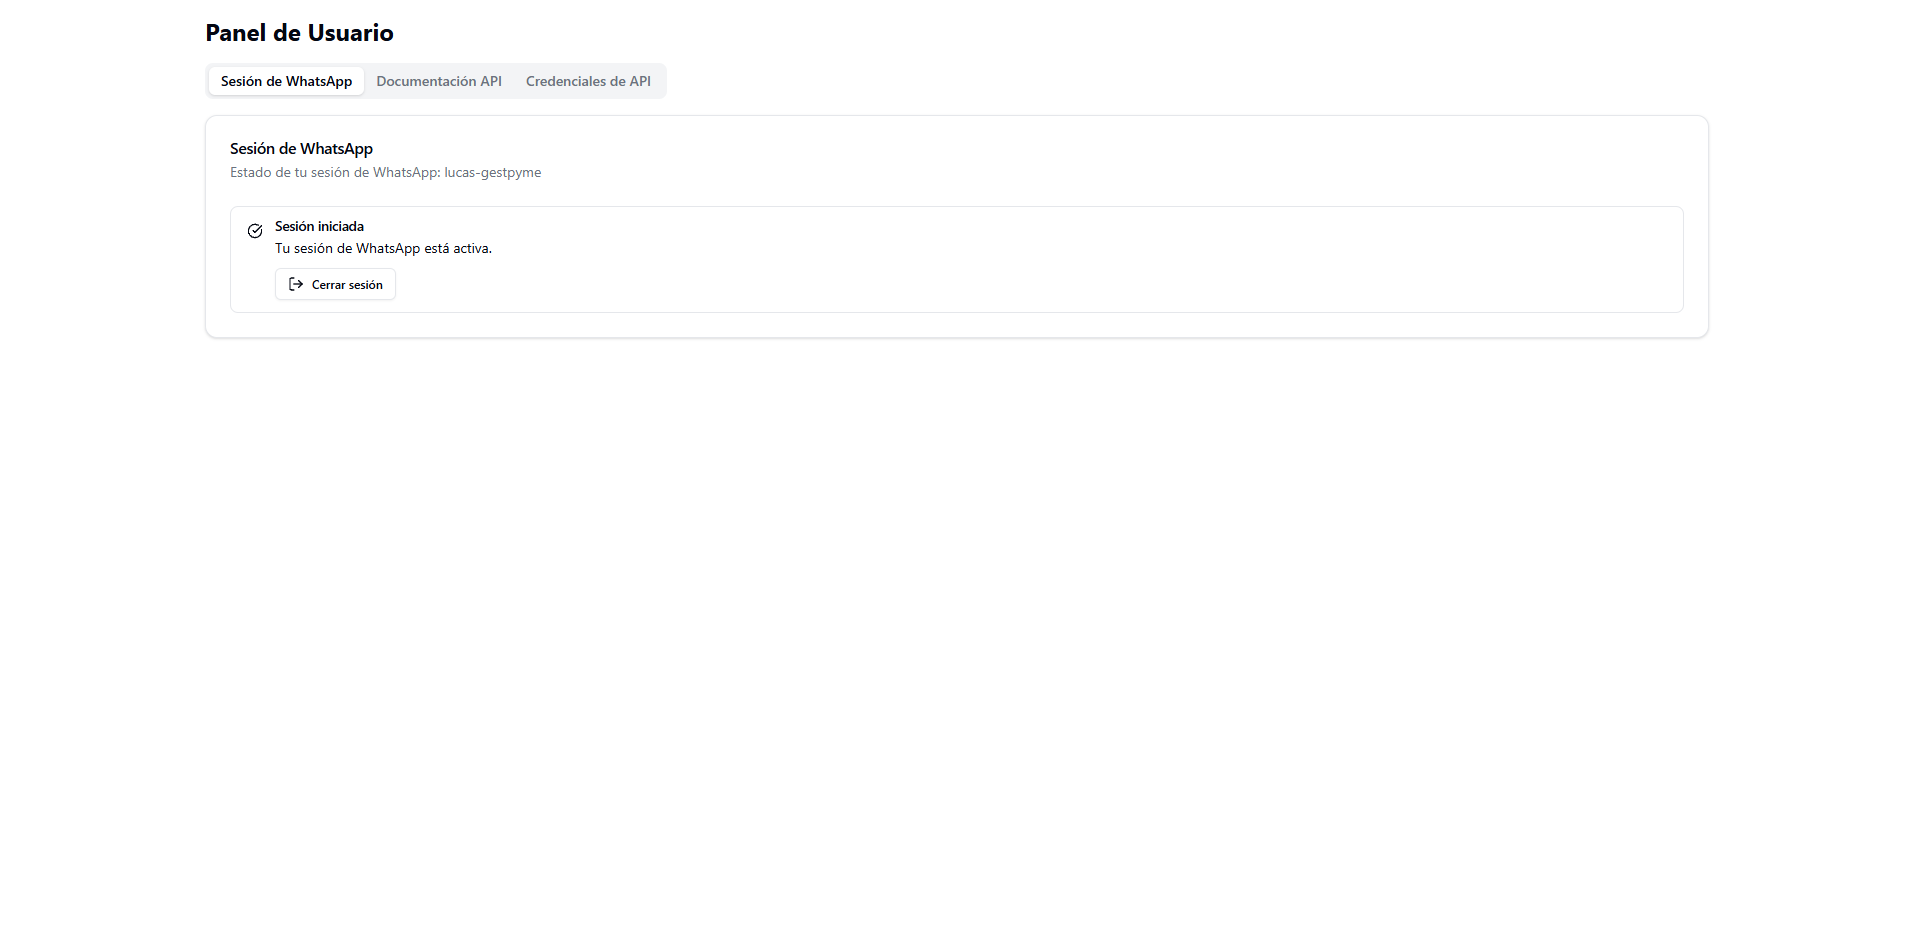 Panel de Usuario
Sesión de WhatsApp Documentación API Credenciales de API
Sesión de WhatsApp
Estado de tu sesión de WhatsApp: lucas-gestpyme
Sesión iniciada
Tu sesión de WhatsApp está activa.
Cerrar sesión